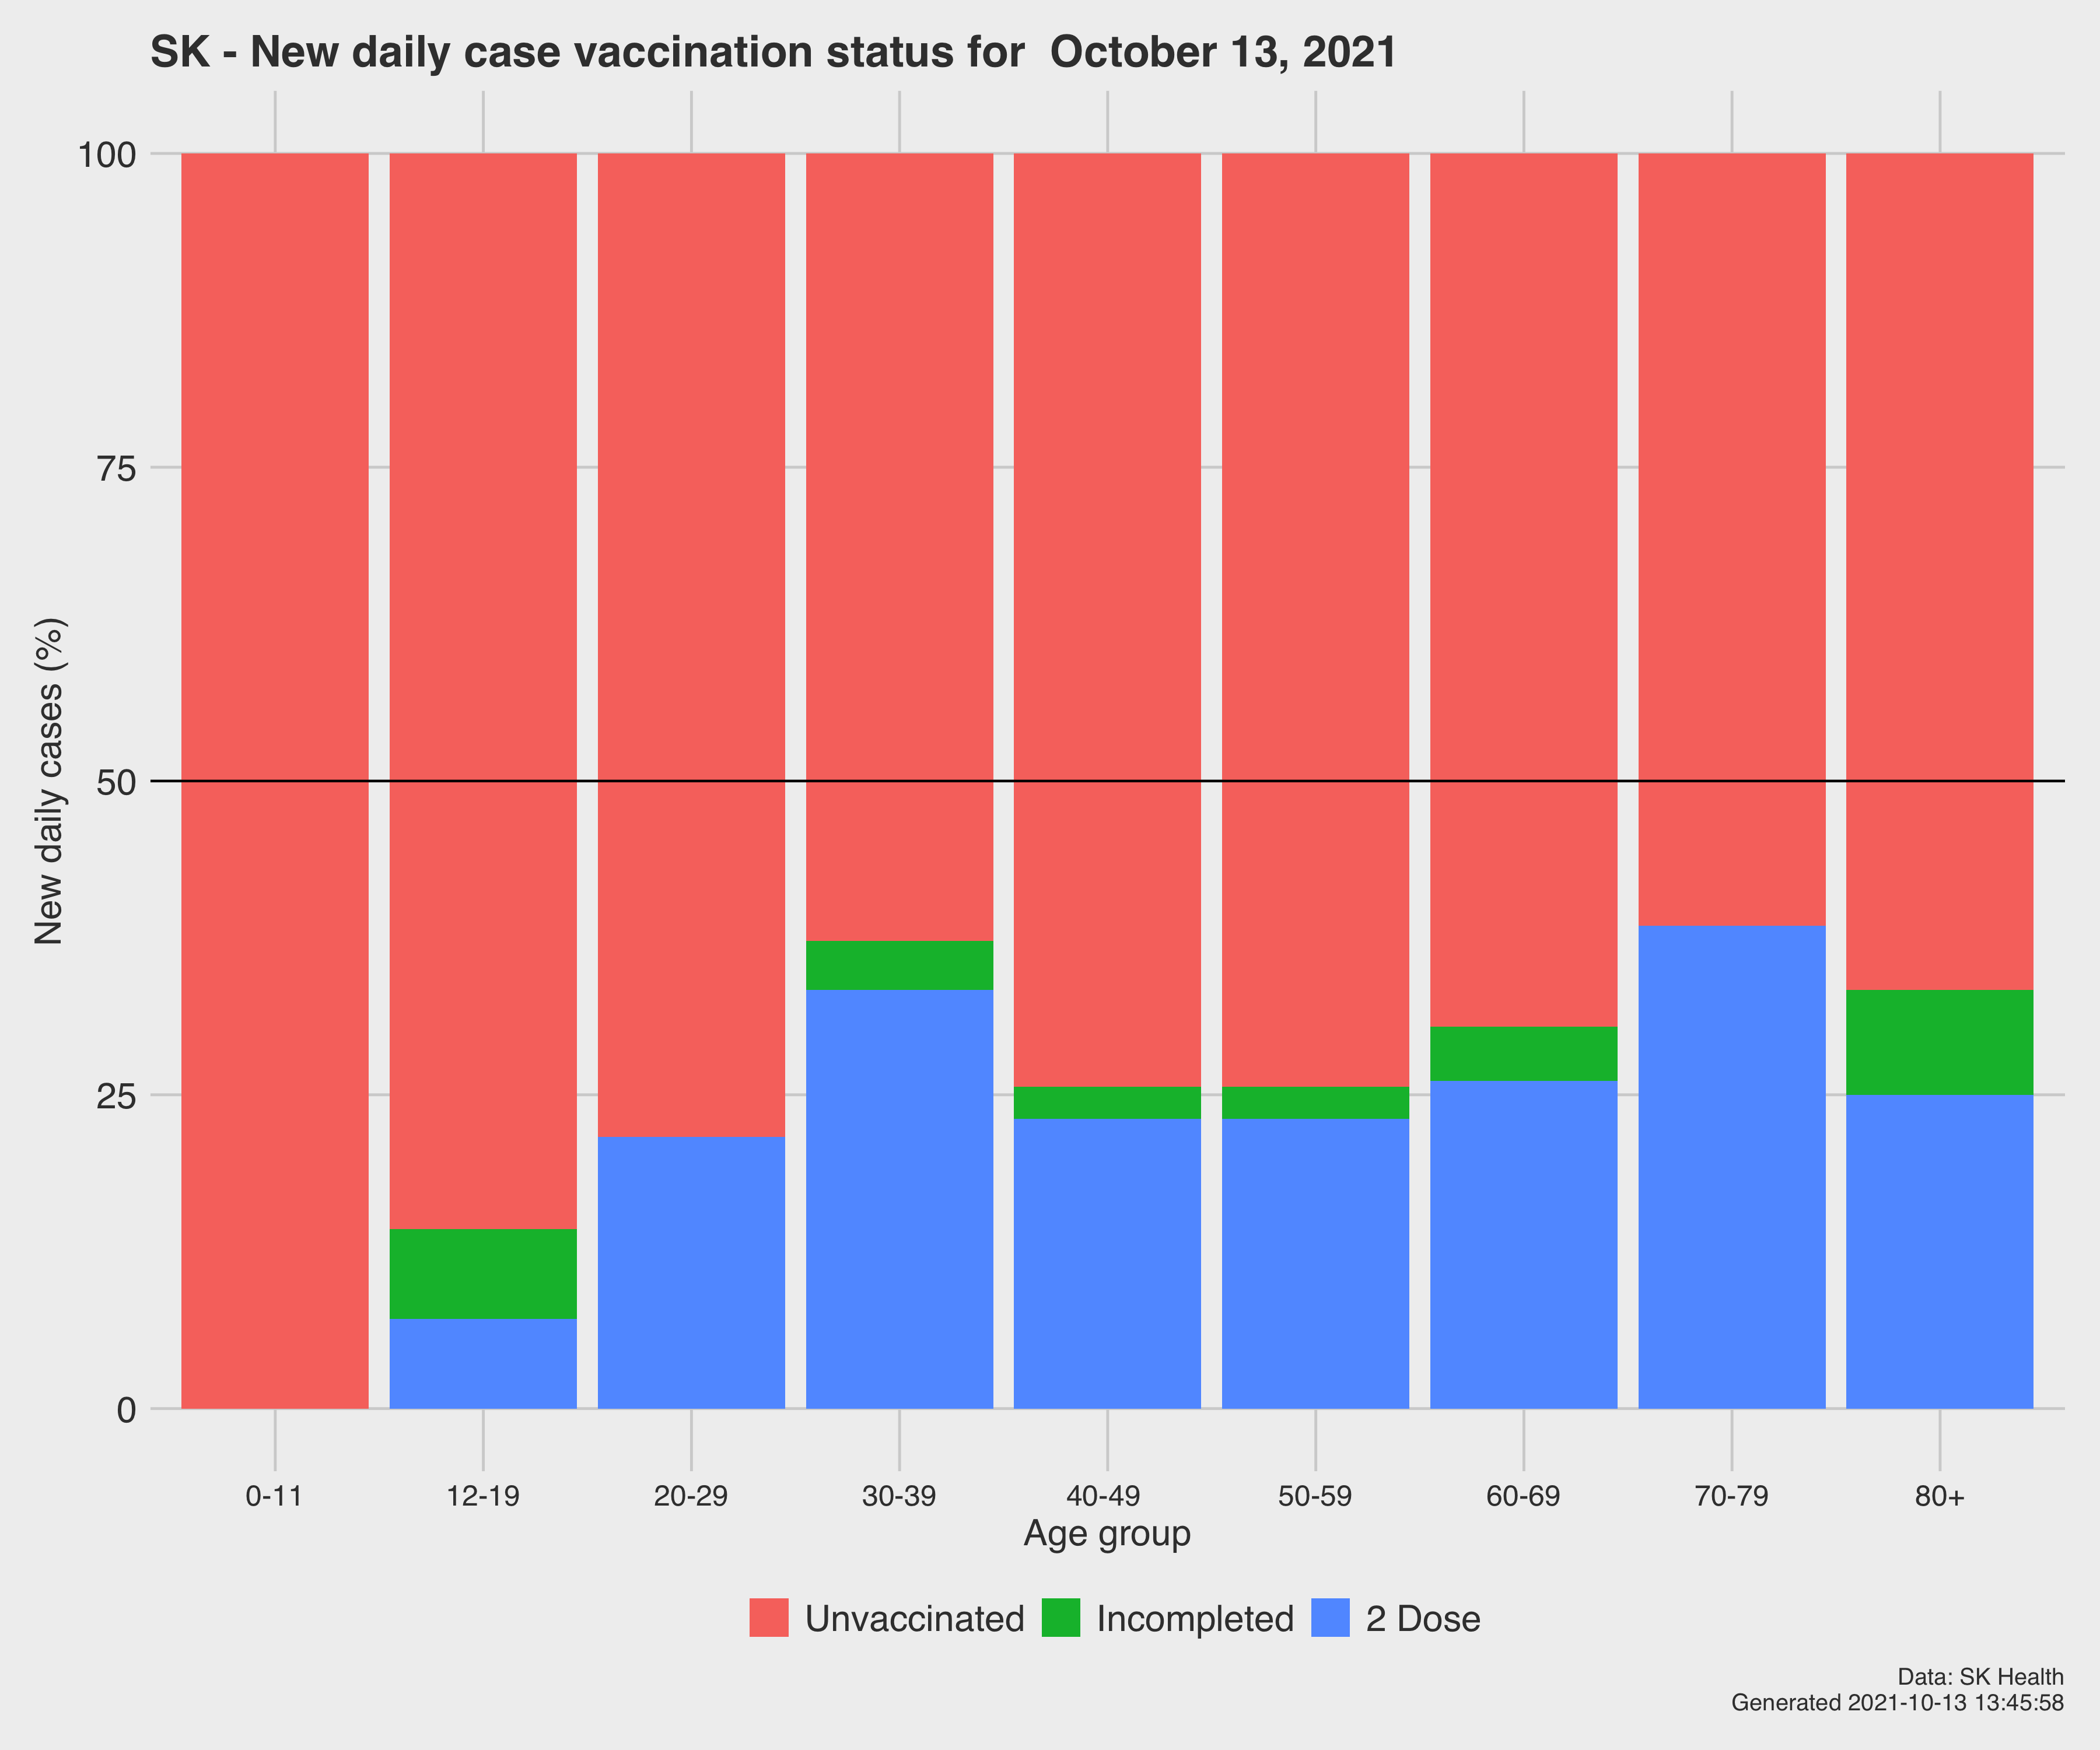 SK - New daily case vaccination status for  October 13, 2021
New daily cases (%)
100
75
50
25
0
0-11
12-19
20-29
30-39
40-49
50-59
60-69
70-79
80+
Age group
Unvaccinated
Incompleted
2 Dose
Data: SK Health
Generated 2021-10-13 13:45:58